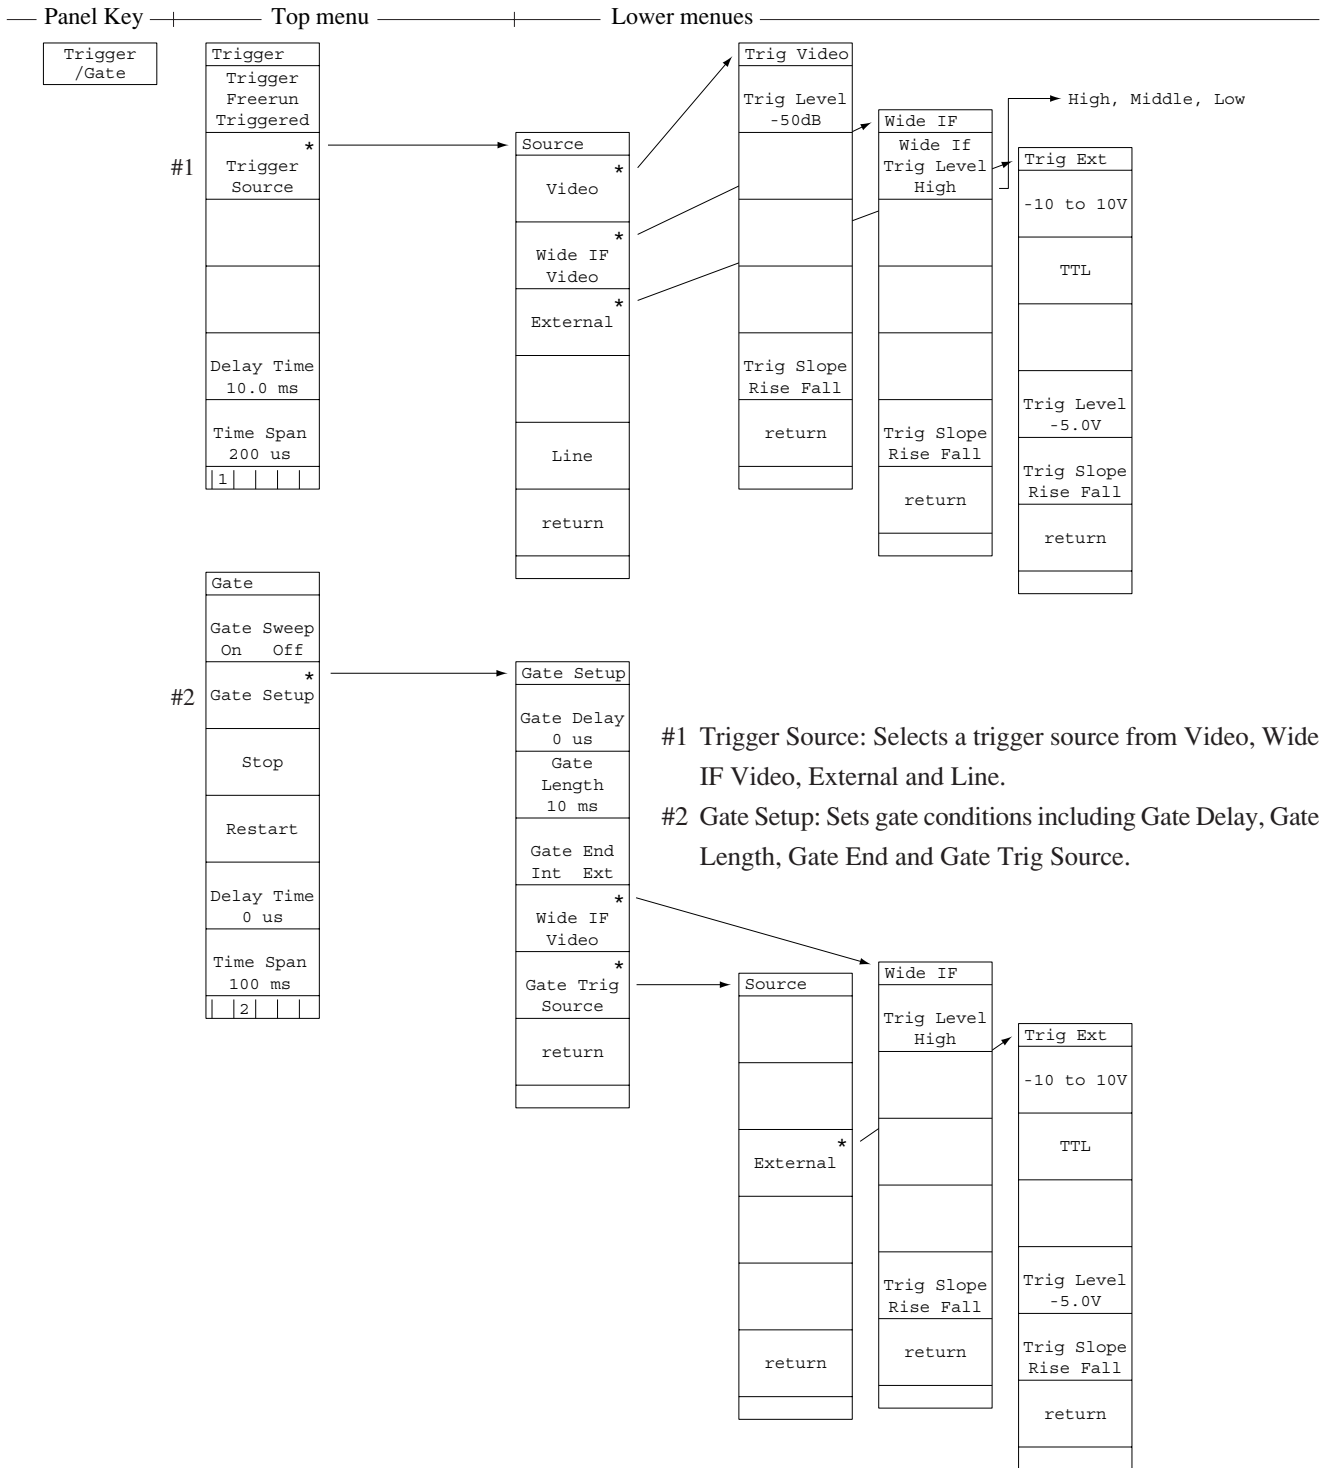 Panel Key
Top menu
Lower menues
Trigger
/Gate
Trigger
Trigger
Freerun
Triggered
#1
*
Trigger
Source
Delay Time
10.0 ms
Time Span
200 us
1
Source
*
Video
*
Wide IF
Video
*
External
Line
return
Trig Video
Trig Level
-50dB
Trig Slope
Rise Fall
return
Wide IF
Wide If
Trig Level
High
Trig Slope
Rise Fall
return
High, Middle, Low
Trig Ext
-10 to 10V
TTL
Trig Level
-5.0V
Trig Slope
Rise Fall
return
Gate
Gate Sweep
On Off
#2
*
Gate Setup
Stop
Restart
Delay Time
0 us
Time Span
100 ms
2
Gate Setup
Gate Delay
0 us
Gate
Length
10 ms
Gate End
Int Ext
*
Wide IF
Video
*
Gate Trig
Source
return
#1 Trigger Source: Selects a trigger source from Video, Wide
IF Video, External and Line.
#2 Gate Setup: Sets gate conditions including Gate Delay, Gate
Length, Gate End and Gate Trig Source.
Source
*
External
return
Wide IF
Trig Level
High
Trig Slope
Rise Fall
return
Trig Ext
-10 to 10V
TTL
Trig Level
-5.0V
Trig Slope
Rise Fall
return